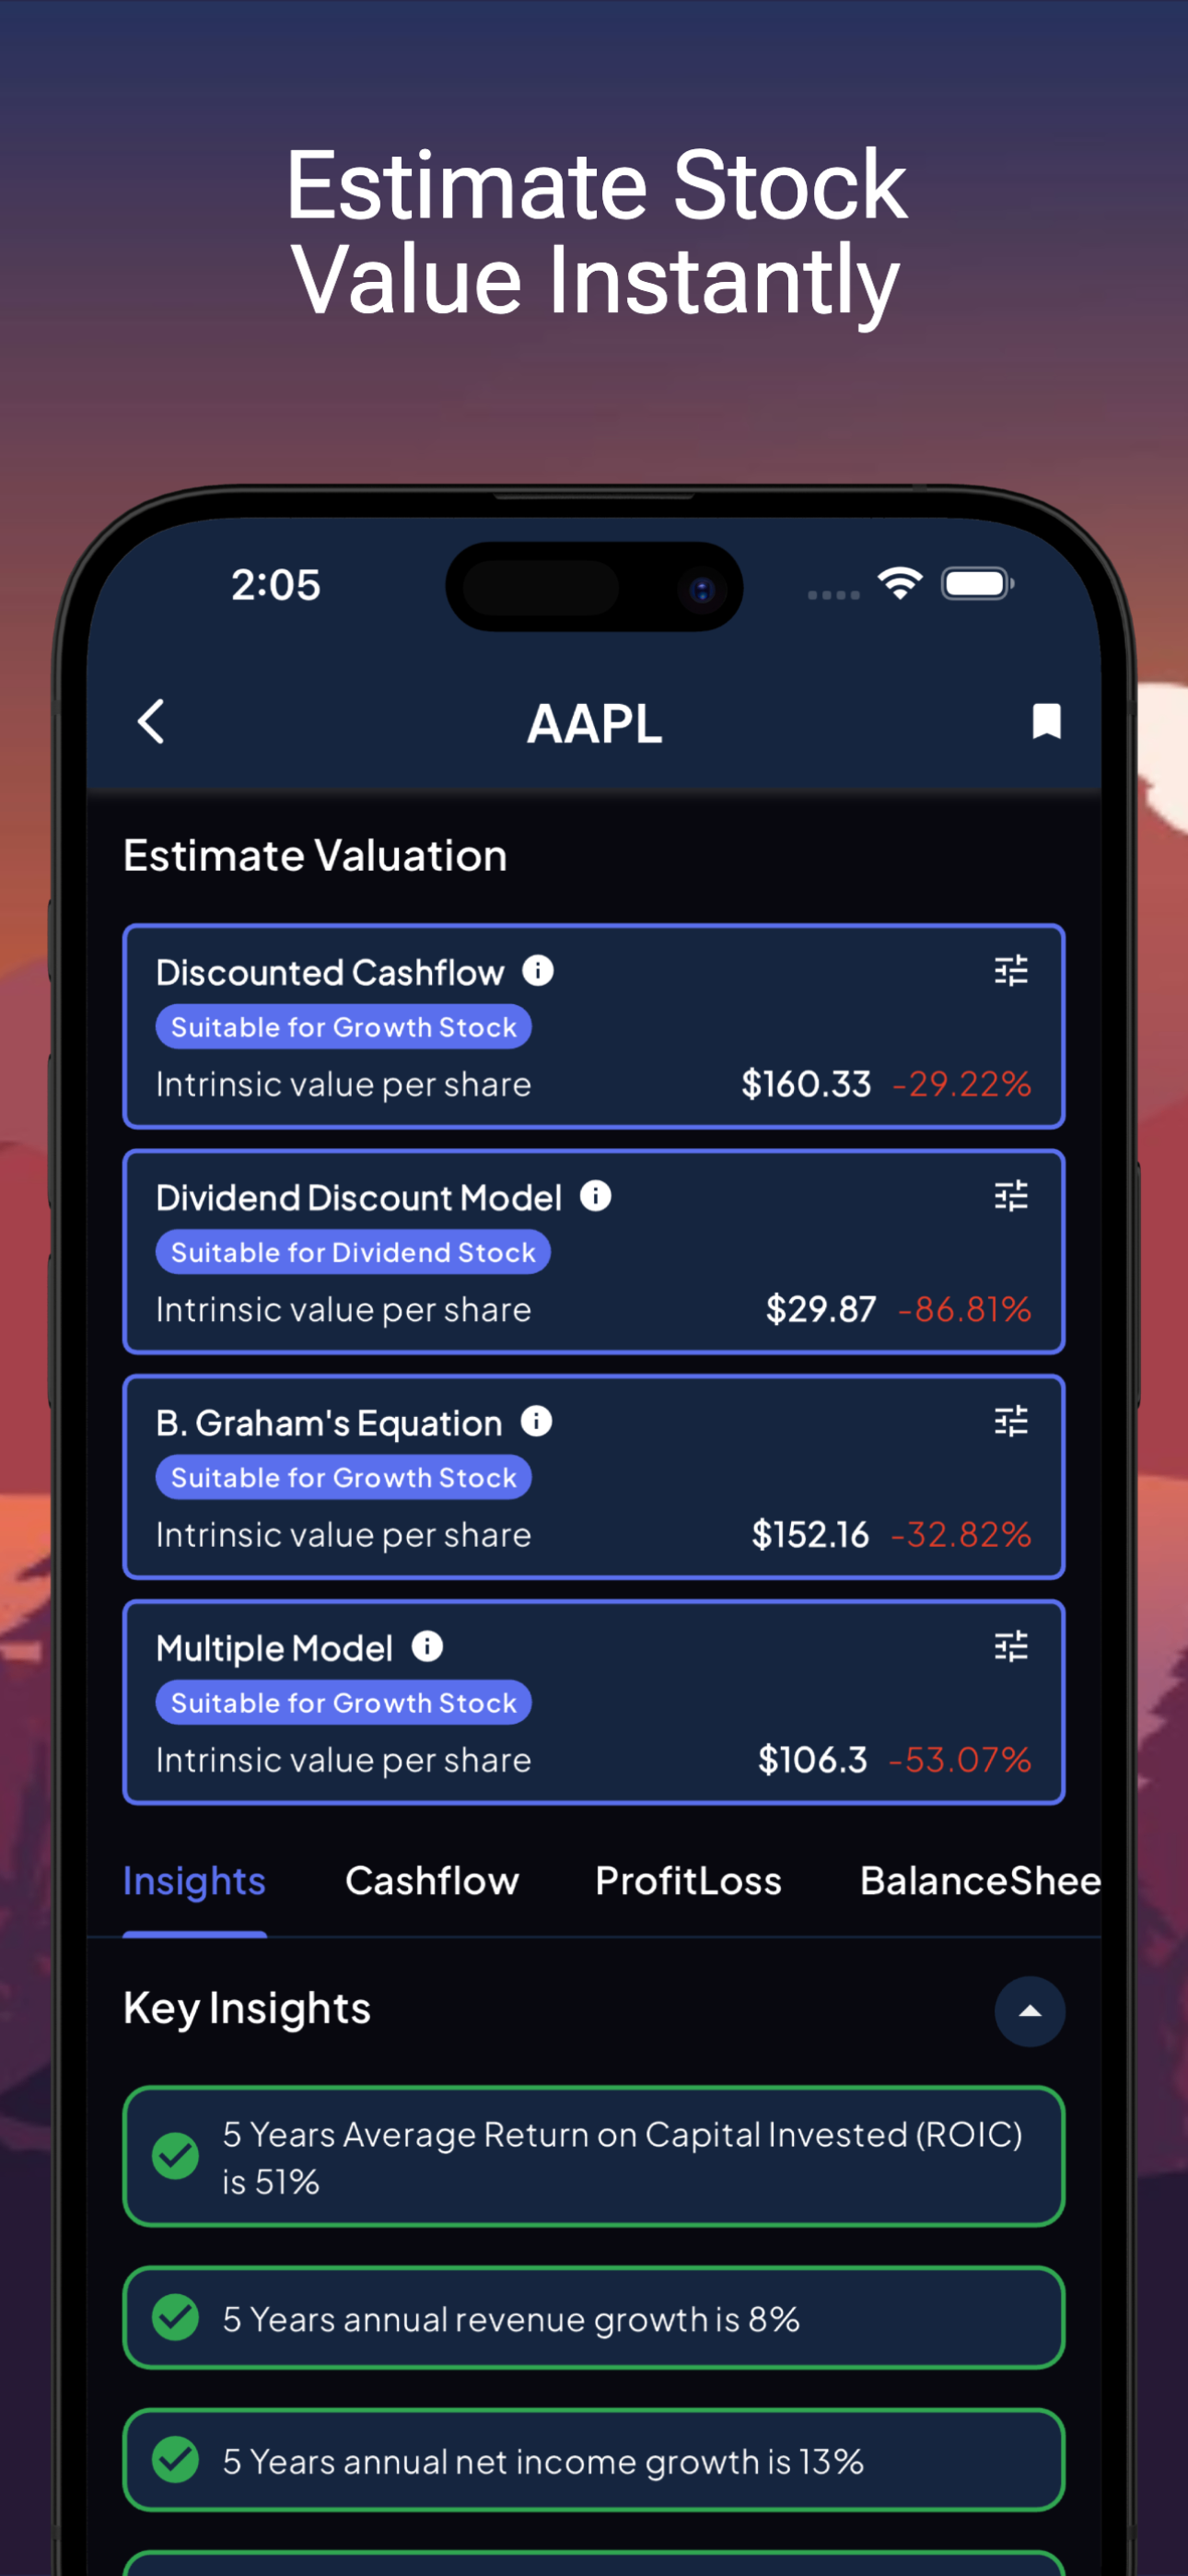 Estimate Stock
Value Instantly
2:05
AAPL
Estimate Valuation
Discounted Cashflow
Suitable for Growth Stock
Intrinsic value per share $160.33 -29.22%
Dividend Discount Model
Suitable for Dividend Stock
Intrinsic value per share $29.87 -86.81%
B. Graham's Equation
Suitable for Growth Stock
Intrinsic value per share $152.16 -32.82%
Multiple Model
Suitable for Growth Stock
Intrinsic value per share $106.3 -53.07%
Insights Cashflow ProfitLoss BalanceShee
Key Insights
5 Years Average Return on Capital Invested (ROIC)
is 51%
5 Years annual revenue growth is 8%
5 Years annual net income growth is 13%